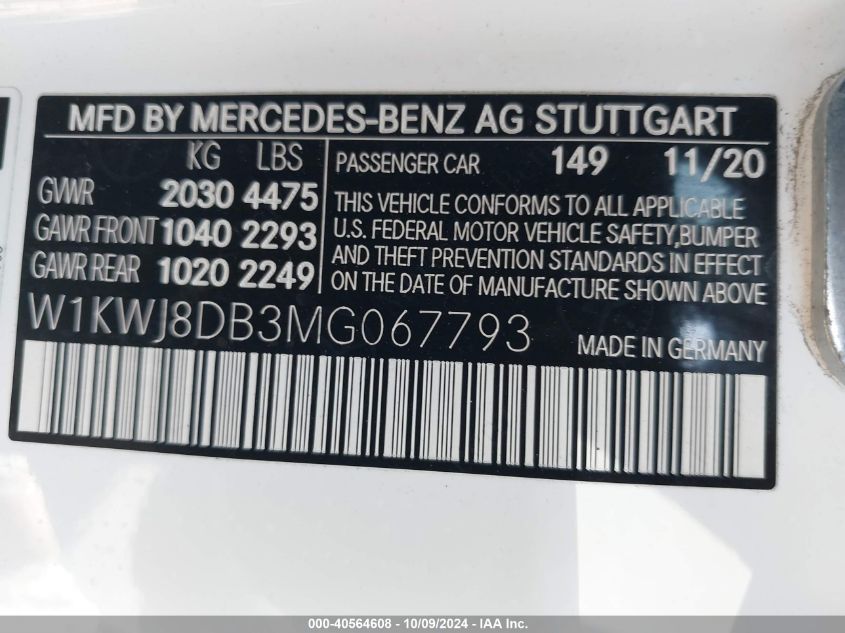 MFD BY MERCEDES-BENZ AG STUTTGART
KG LBS
GVWR 2030 4475
GAWR FRONT 1040 2293
GAWR REAR 1020 2249
PASSENGER CAR 149 11/20
THIS VEHICLE CONFORMS TO ALL APPLICABLE
U.S. FEDERAL MOTOR VEHICLE SAFETY,BUMPER
AND THEFT PREVENTION STANDARDS IN EFFECT
ON THE DATE OF MANUFACTURE SHOWN ABOVE
W1KWJ8DB3MG067793
MADE IN GERMANY
000-40564608 - 10/09/2024 - IAA Inc.